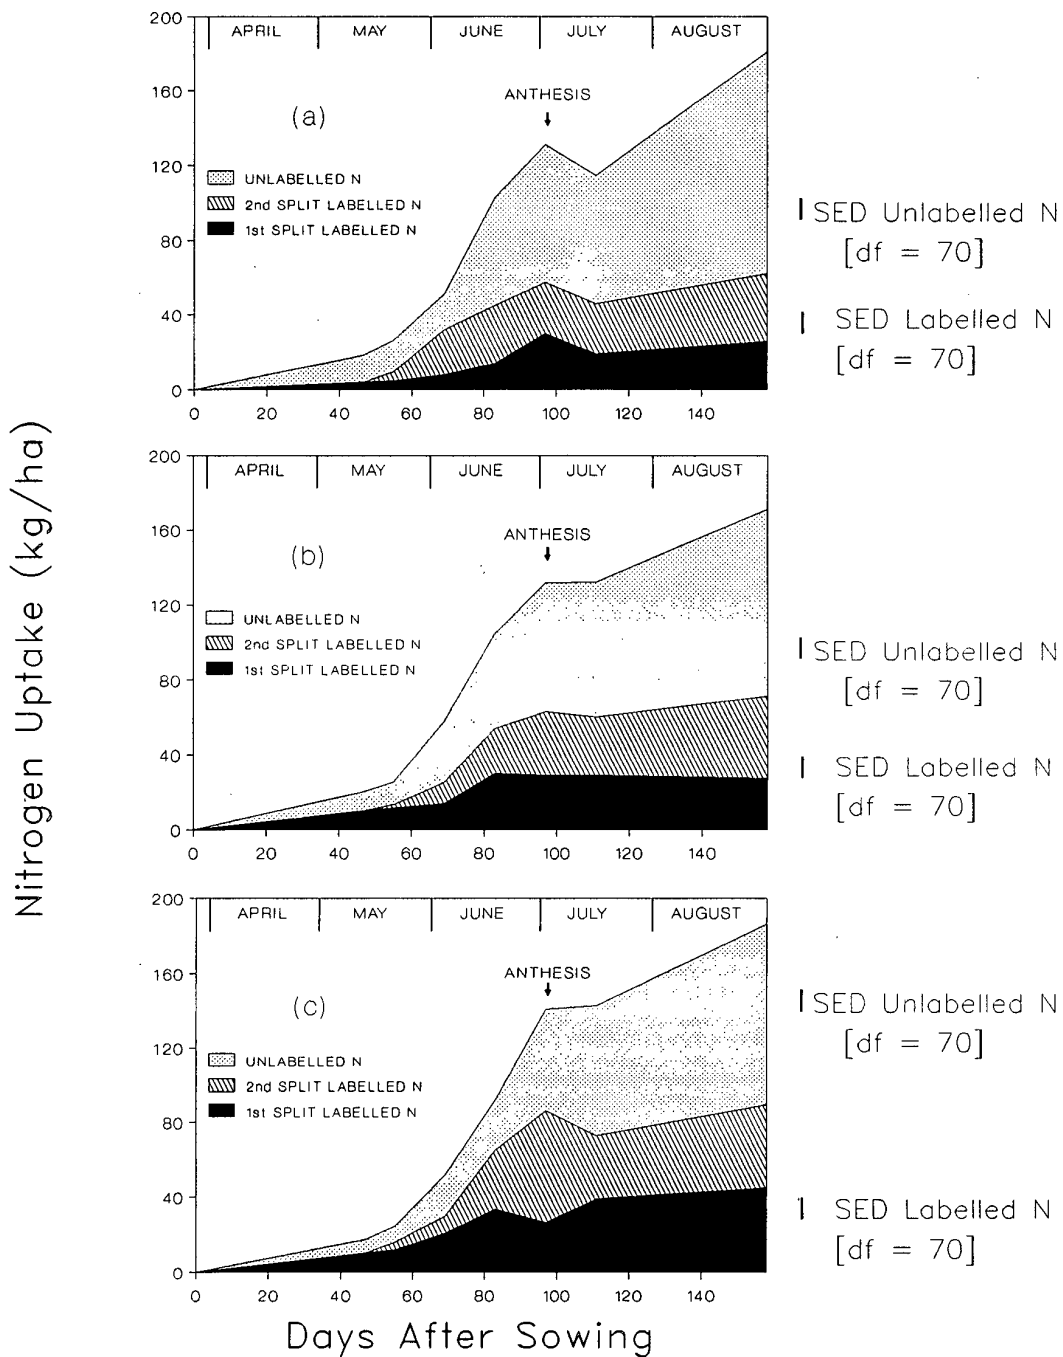 Nitrogen Uptake (kg/ha)
200
160
120
80
40
0
APRIL MAY JUNE JULY AUGUST
(a)
ANTHESIS
UNLABELLED N
2nd SPLIT LABELLED N
1st SPLIT LABELLED N
0 20 40 60 80 100 120 140
SED Unlabelled N
[df = 70]
SED Labelled N
[df = 70]
200
160
120
80
40
0
APRIL MAY JUNE JULY AUGUST
(b)
ANTHESIS
UNLABELLED N
2nd SPLIT LABELLED N
1st SPLIT LABELLED N
0 20 40 60 80 100 120 140
SED Unlabelled N
[df = 70]
SED Labelled N
[df = 70]
200
160
120
80
40
0
APRIL MAY JUNE JULY AUGUST
(c)
ANTHESIS
UNLABELLED N
2nd SPLIT LABELLED N
1st SPLIT LABELLED N
0 20 40 60 80 100 120 140
SED Unlabelled N
[df = 70]
SED Labelled N
[df = 70]
Days After Sowing